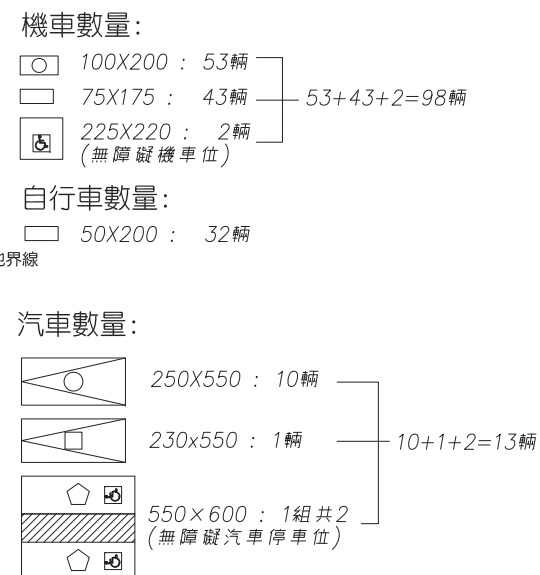 機車數量:
100X200 : 53輛
75X175 : 43輛
53+43+2=98輛
225X220 : 2輛
(無障礙機車位)
自行車數量:
50X200 : 32輛
界線
汽車數量:
250X550 : 10輛
230x550 : 1輛
10+1+2=13輛
550×600 : 1組共2
(無障礙汽車停車位)